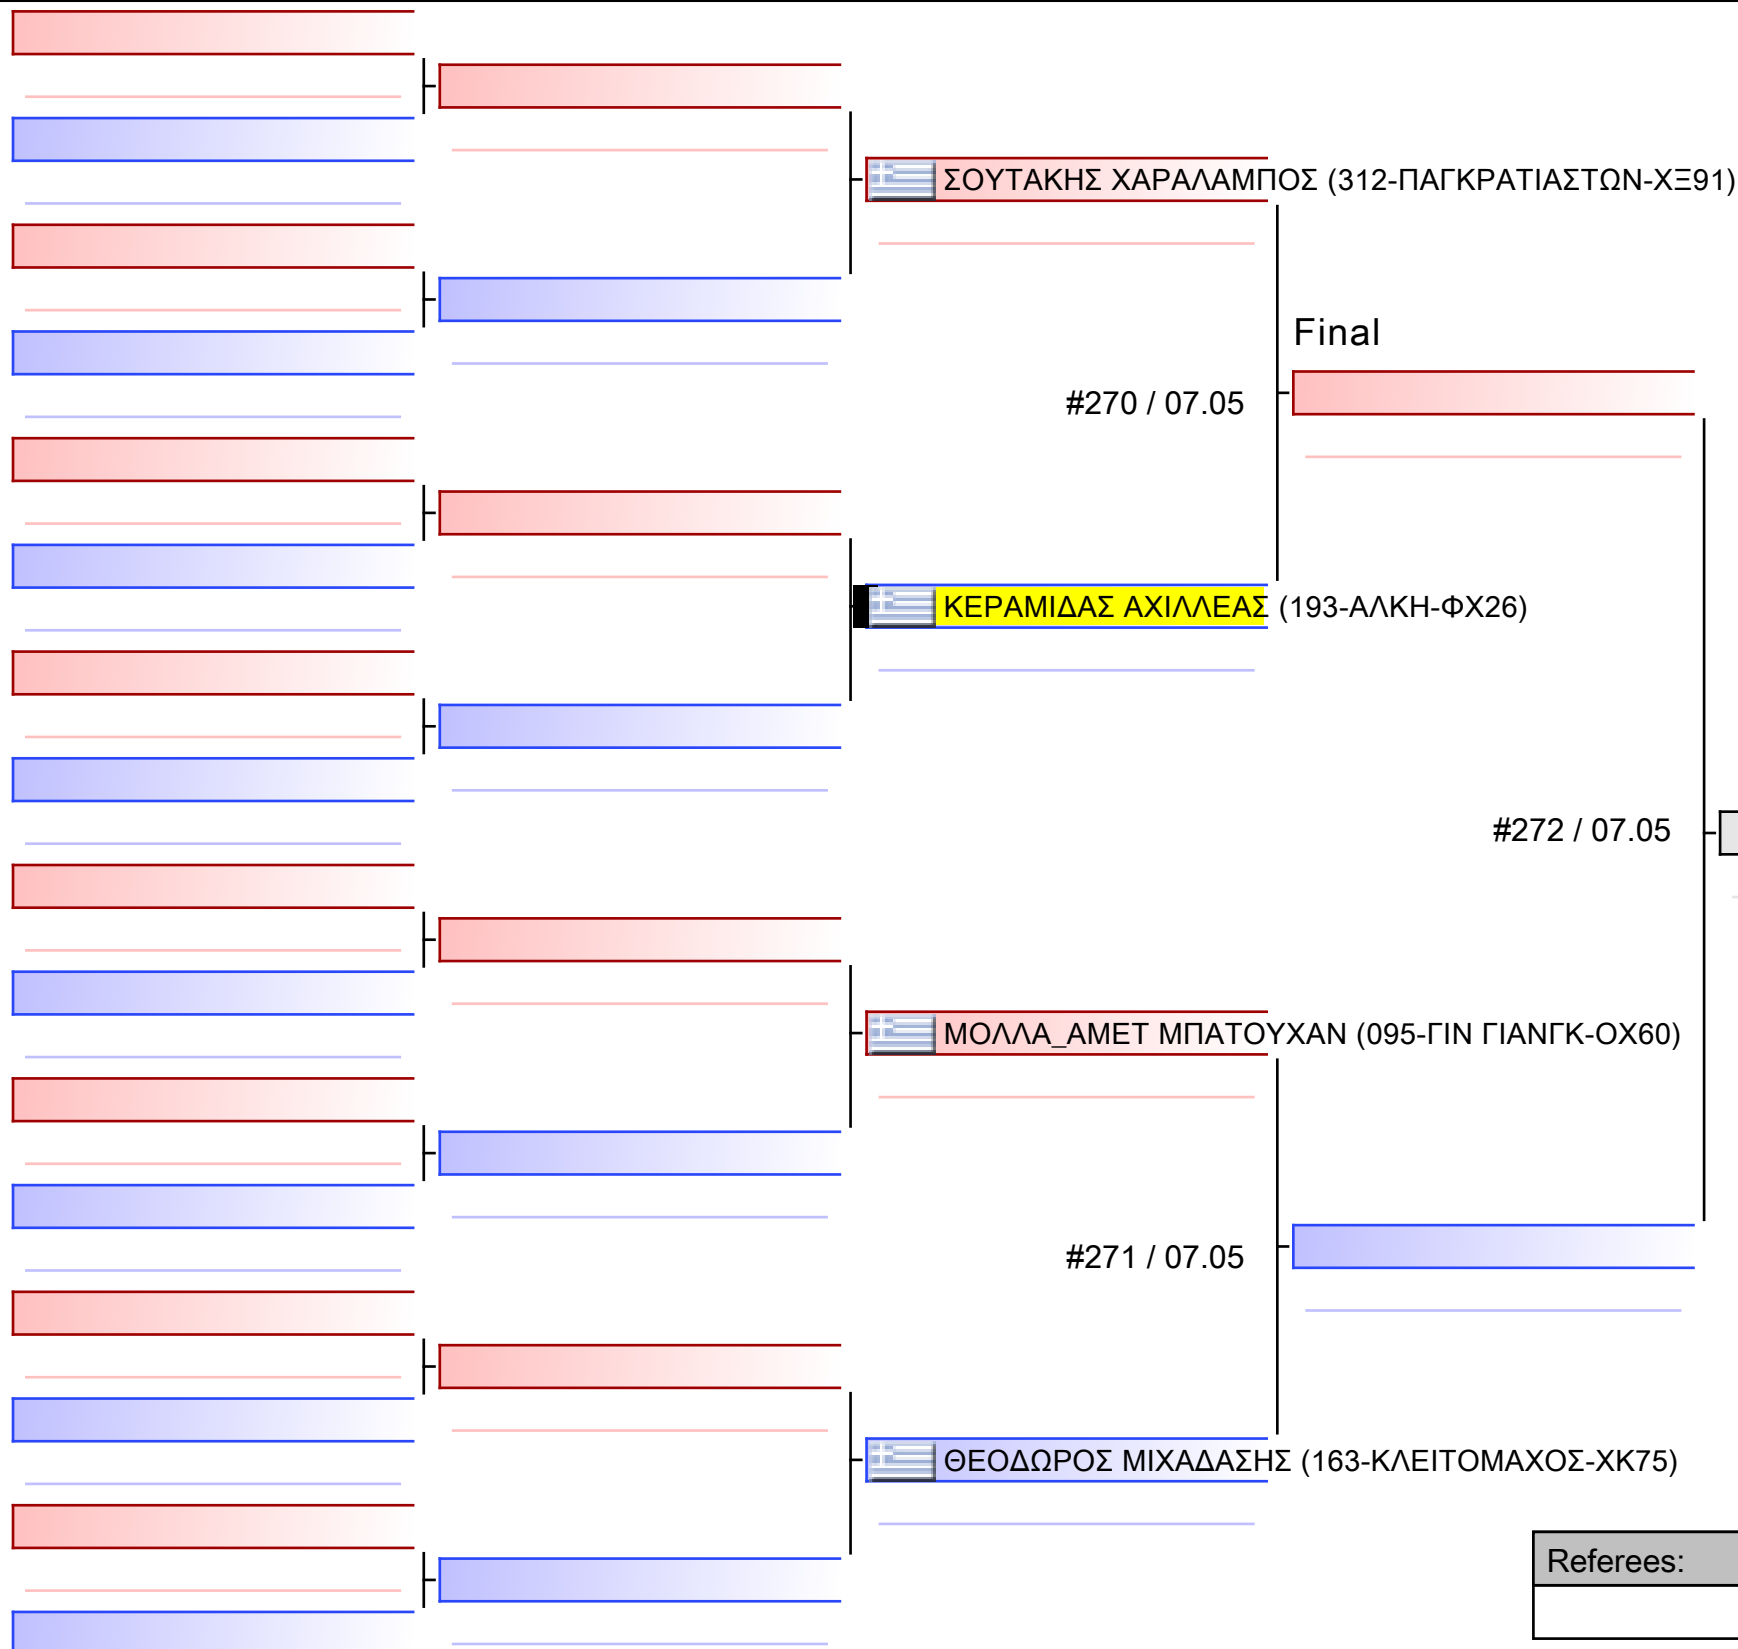 ΣΟΥΤΑΚΗΣ ΧΑΡΑΛΑΜΠΟΣ (312-ΠΑΓΚΡΑΤΙΑΣΤΩΝ-ΧΞ91)
Final
#270 / 07.05
ΚΕΡΑΜΙΔΑΣ ΑΧΙΛΛΕΑΣ (193-ΑΛΚΗ-ΦΧ26)
#272 / 07.05
ΜΟΛΛΑ_ΑΜΕΤ ΜΠΑΤΟΥΧΑΝ (095-ΓΙΝ ΓΙΑΝΓΚ-ΟΧ60)
#271 / 07.05
ΘΕΟΔΩΡΟΣ ΜΙΧΑΔΑΣΗΣ (163-ΚΛΕΙΤΟΜΑΧΟΣ-ΧΚ75)
Referees: